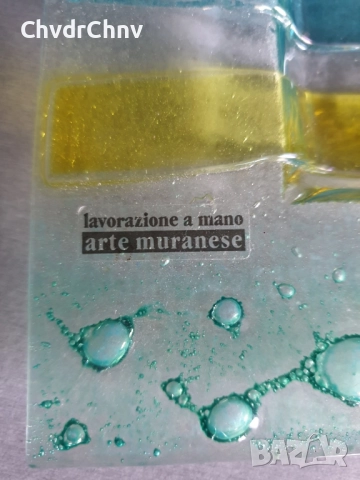 ChvdrChnv
lavorazione a mano
arte muranese
bazar